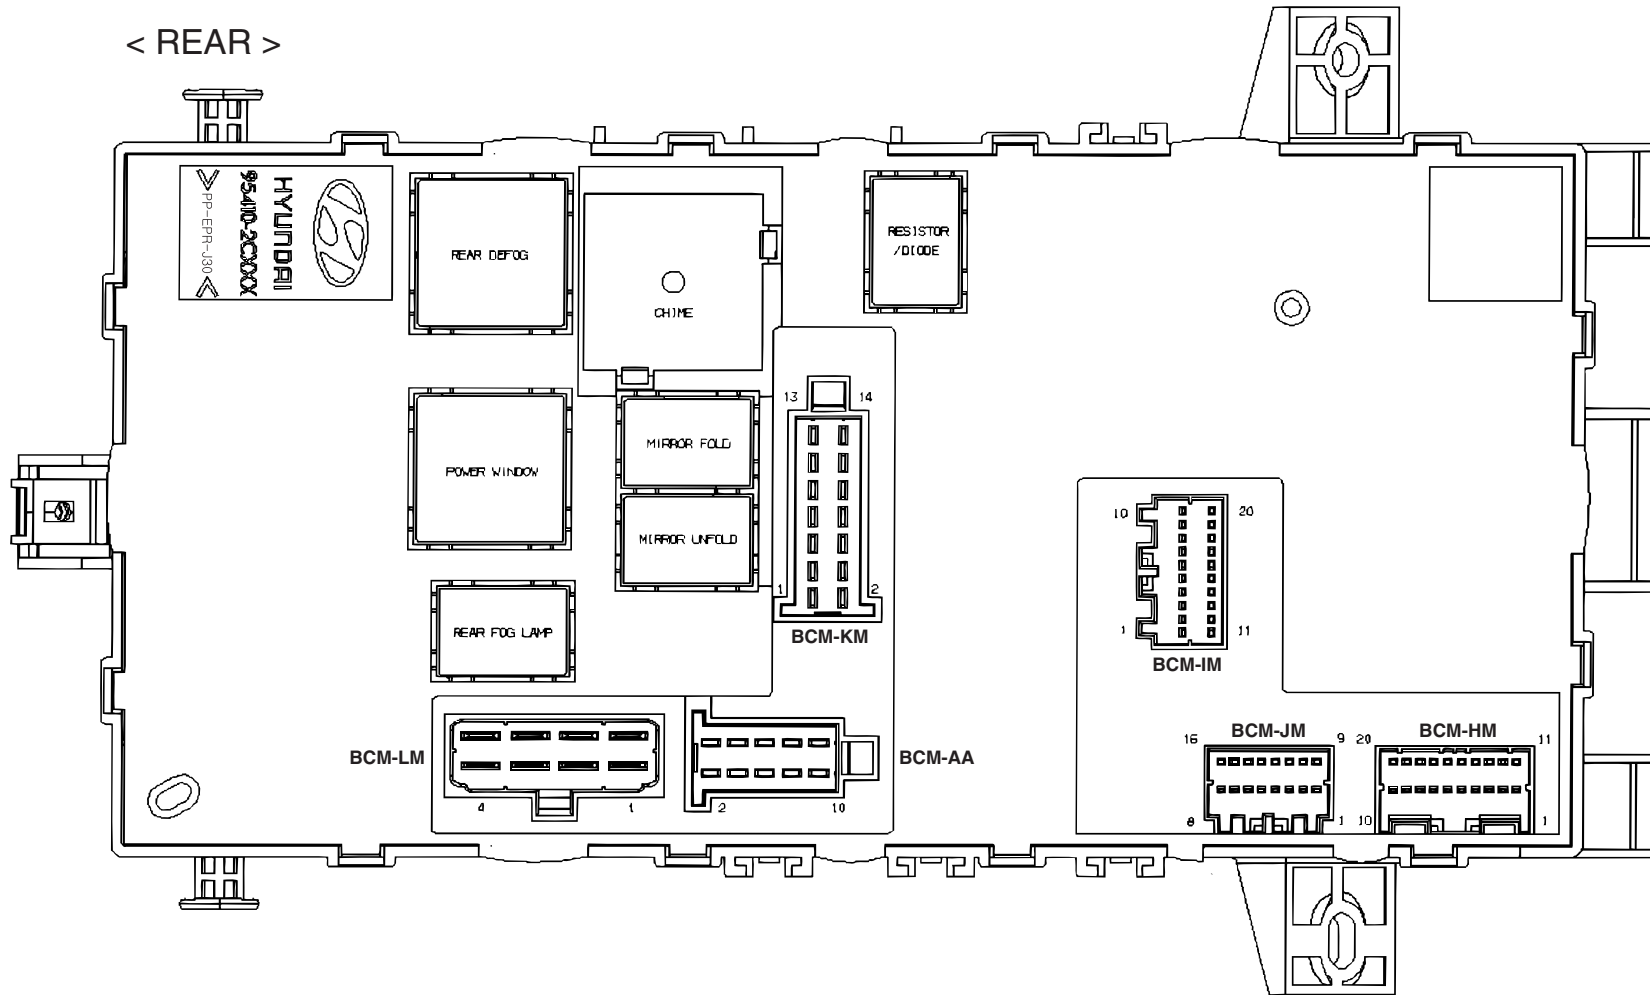 < REAR >
HYUNDAI
95410-2CXXX
>PP-EPR-J30<
REAR DEFOG
CHIME
RESISTOR
/DIODE
13 14
MIRROR FOLD
POWER WINDOW
MIRROR UNFOLD
10 20
1 2
REAR FOG LAMP
BCM-KM
1 11
BCM-IM
BCM-LM
BCM-AA
BCM-JM
BCM-HM
16 9 20 11
4 1 2 10
8 1 10 1